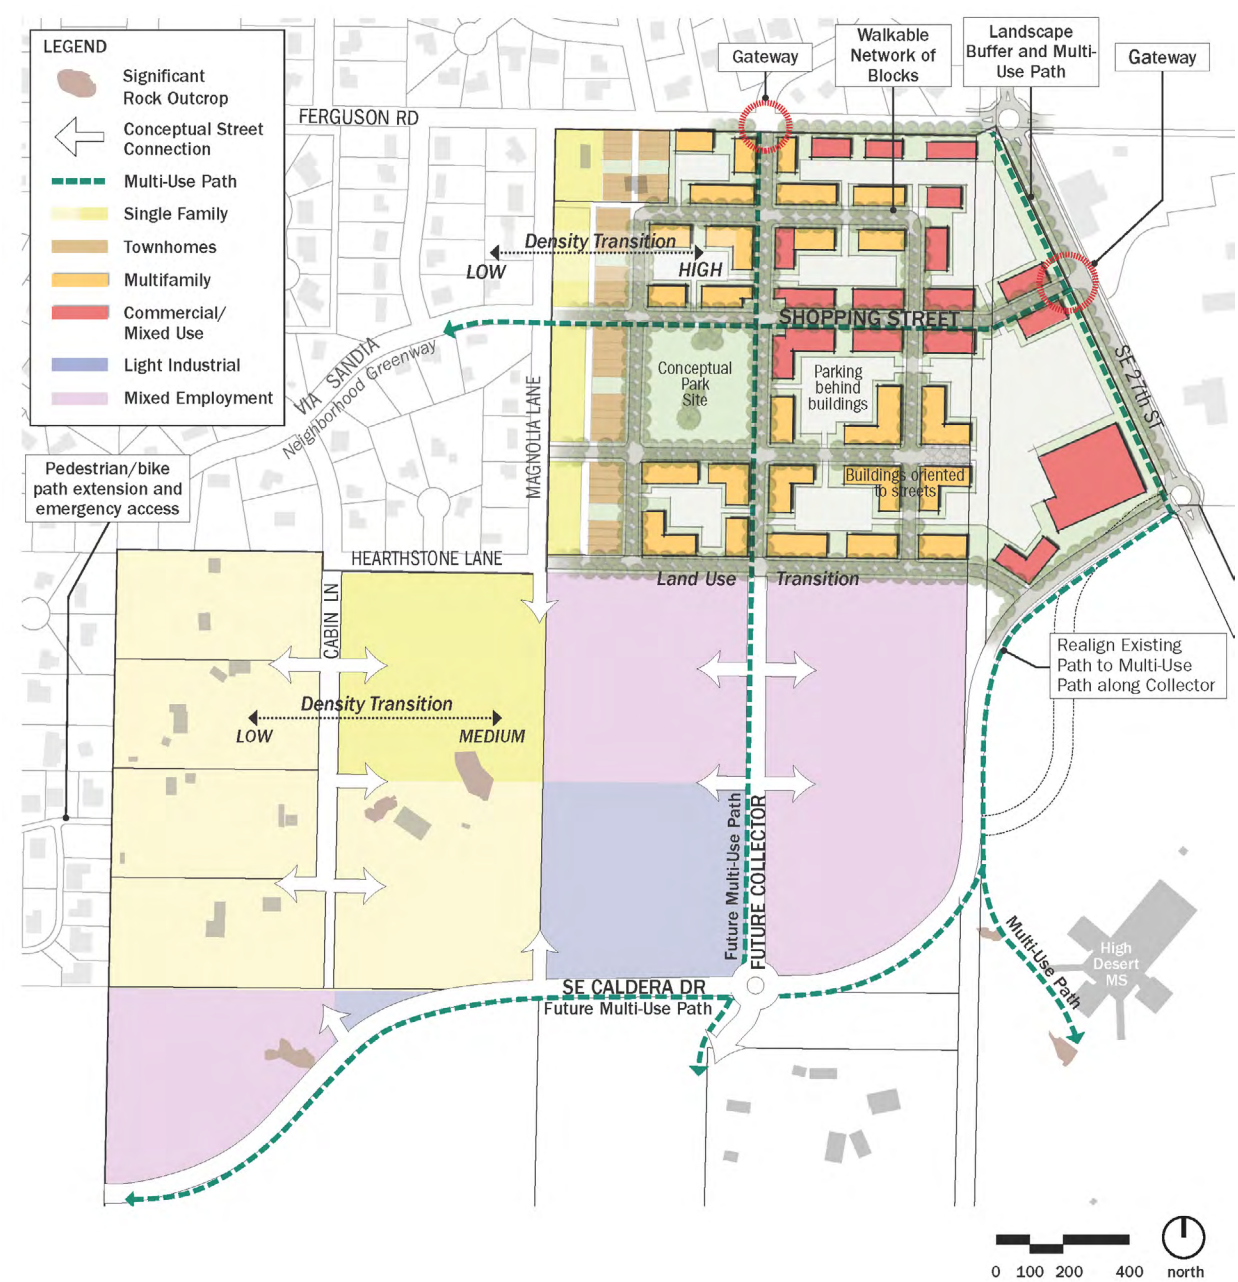 LEGEND
Significant
Rock Outcrop
Conceptual Street
Connection
Multi-Use Path
Single Family
Townhomes
Multifamily
Commercial/
Mixed Use
Light Industrial
Mixed Employment
Gateway
Walkable
Network of
Blocks
Landscape
Buffer and Multi-
Use Path
Gateway
FERGUSON RD
Density Transition
LOW
HIGH
SHOPPING STREET
VIA SANDIA
Neighborhood Greenway
MAGNOLIA LANE
Conceptual
Park
Site
Parking
behind
buildings
SE 27th ST
Buildings oriented
to streets
Pedestrian/bike
path extension and
emergency access
HEARTHSTONE LANE
CABIN LN
Land Use
Transition
Realign Existing
Path to Multi-Use
Path along Collector
Density Transition
LOW
MEDIUM
Future Multi-Use Path
FUTURE COLLECTOR
Multi-Use Path
High
Desert
MS
SE CALDERA DR
Future Multi-Use Path
0 100 200 400
north